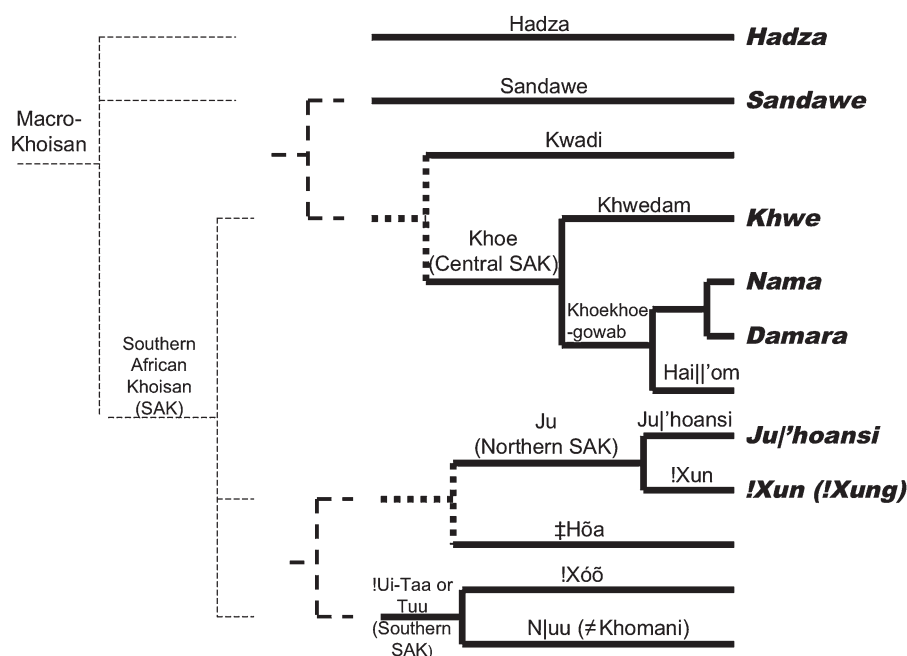 Hadza
Hadza
Sandawe
Sandawe
Macro-
Khoisan
Kwadi
Khwedam
Khwe
Khoe
(Central SAK)
Nama
Khoekhoe
-gowab
Damara
Southern
African
Khoisan
(SAK)
Hai||’om
Ju
(Northern SAK)
Ju|’hoansi
Ju|’hoansi
!Xun
!Xun (!Xung)
‡Hõa
!Xóõ
!Ui-Taa or
Tuu
(Southern
SAK)
N|uu (≠Khomani)